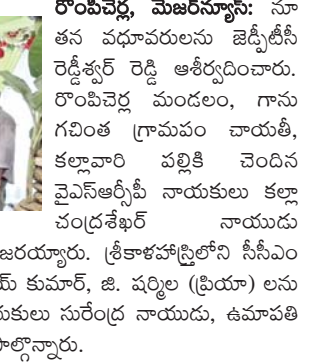 రొంపిచెర్ల, మేజర్‌న్యూస్: నూ
తన వధూవరులను జెడ్పీటీసీ
రెడ్డీశ్వర్ రెడ్డి ఆశీర్వదించారు.
రొంపిచెర్ల మండలం, గాను
గచింత గ్రామపం చాయతీ,
కల్లావారి పల్లికి చెందిన
వైఎస్ఆర్సీపీ నాయకులు కల్లా
చంద్రశేఖర్ నాయుడు
జరయ్యారు. శ్రీకాళహస్తిలోని సీసీఎం
య్ కుమార్, జి. షర్మిల (ప్రియా) లను
యకులు సురేంద్ర నాయుడు, ఉమాపతి
పాల్గొన్నారు.